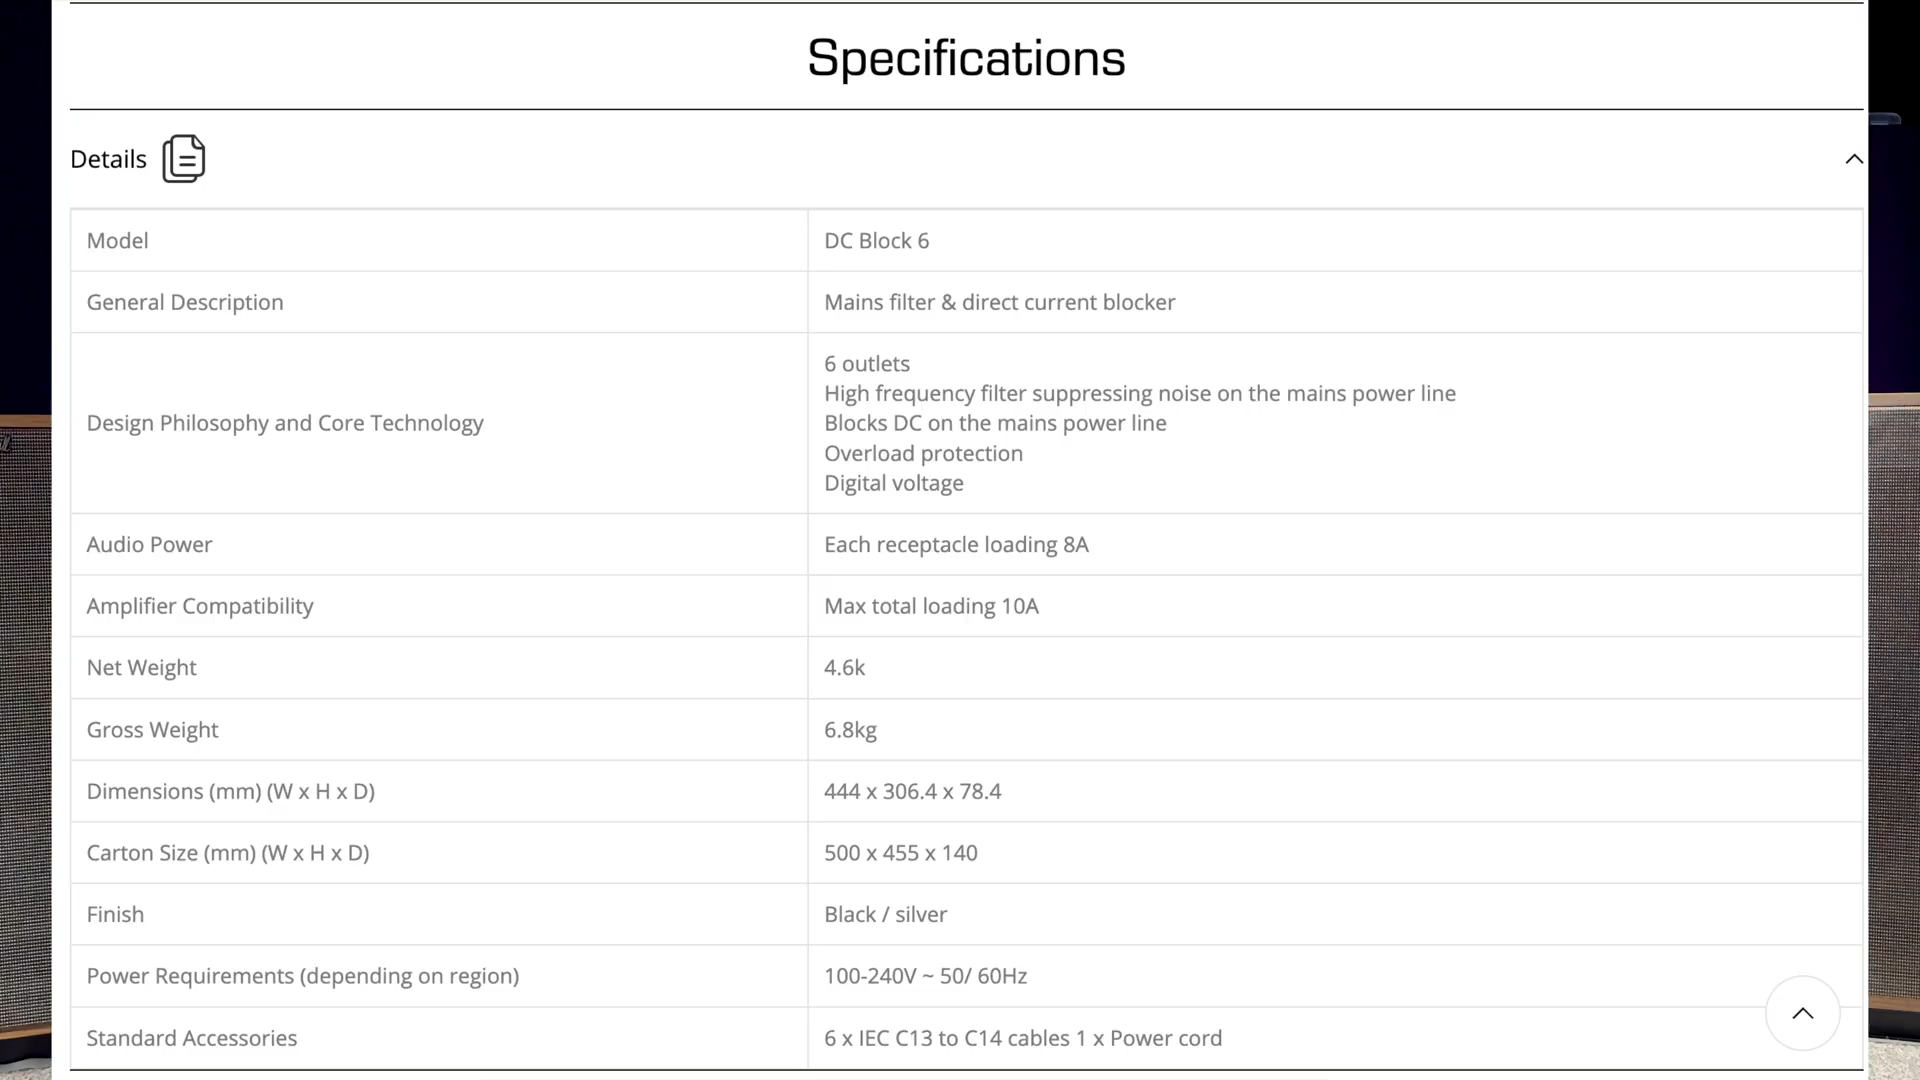 Specifications
Details
Model
DC Block 6
General Description
Mains filter & direct current blocker
Design Philosophy and Core Technology
6 outlets
High frequency filter suppressing noise on the mains power line
Blocks DC on the mains power line
Overload protection
Digital voltage
Audio Power
Each receptacle loading 8A
Amplifier Compatibility
Max total loading 10A
Net Weight
4.6k
Gross Weight
6.8kg
Dimensions (mm) (W x H x D)
444 x 306.4 x 78.4
Carton Size (mm) (W x H x D)
500 x 455 x 140
Finish
Black / silver
Power Requirements (depending on region)
100-240V ~ 50/ 60Hz
Standard Accessories
6 x IEC C13 to C14 cables 1 x Power cord